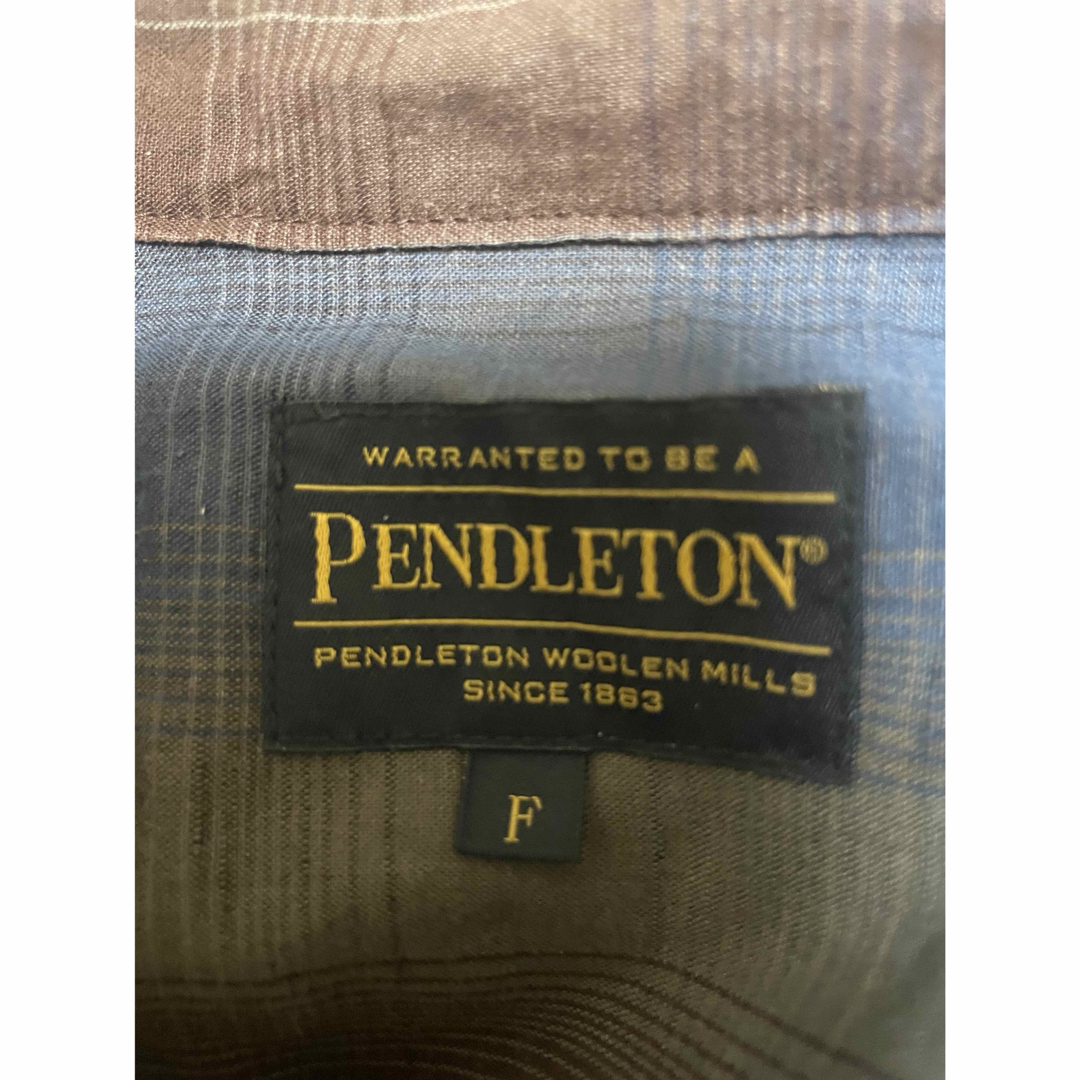 WARRANTED TO BE A
PENDLETON®
PENDLETON WOOLEN MILLS
SINCE 1863
F